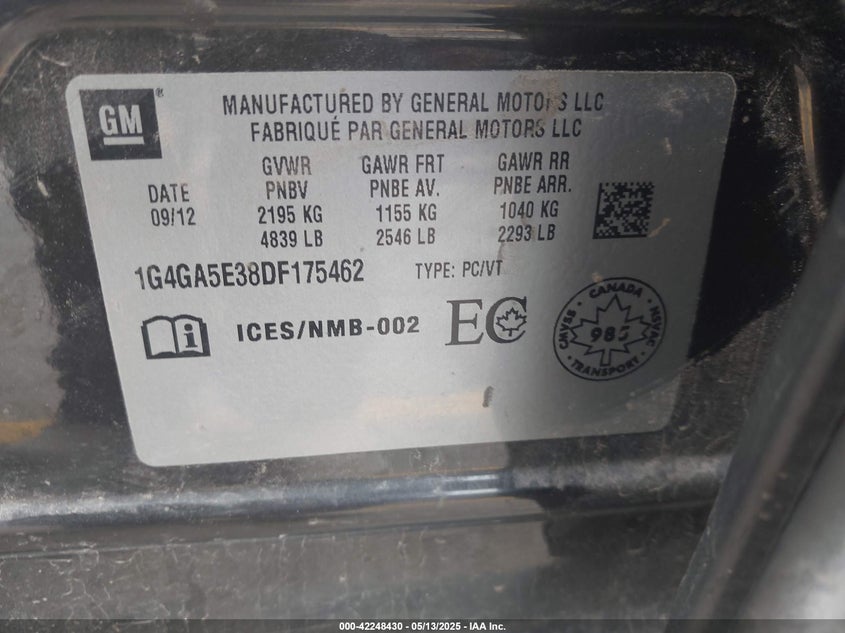 GM ®
MANUFACTURED BY GENERAL MOTORS LLC
FABRIQUÉ PAR GENERAL MOTORS LLC
DATE
09/12
GVWR
PNBV
2195 KG
4839 LB
GAWR FRT
PNBE AV.
1155 KG
2546 LB
GAWR RR
PNBE ARR.
1040 KG
2293 LB
1G4GA5E38DF175462 TYPE: PC/VT
i ICES/NMB-002 EC
CANADA
CMVSS NSVAC
TRANSPORT
000-42248430 - 05/13/2025 - IAA Inc.